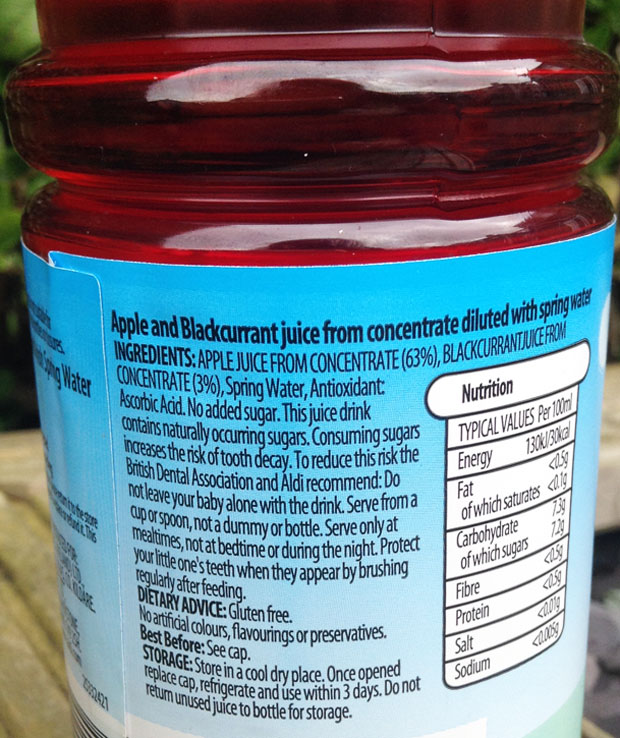 Spring Water
Apple and Blackcurrant juice from concentrate diluted with spring water
INGREDIENTS: APPLE JUICE FROM CONCENTRATE (63%), BLACKCURRANT JUICE FROM
CONCENTRATE (3%), Spring Water, Antioxidant:
Ascorbic Acid. No added sugar. This juice drink
contains naturally occurring sugars. Consuming sugars
increases the risk of tooth decay. To reduce this risk the
British Dental Association and Aldi recommend: Do
not leave your baby alone with the drink. Serve from a
cup or spoon, not a dummy or bottle. Serve only at
mealtimes, not at bedtime or during the night. Protect
your little one's teeth when they appear by brushing
regularly after feeding.
DIETARY ADVICE: Gluten free.
No artificial colours, flavourings or preservatives.
Best Before: See cap.
STORAGE: Store in a cool dry place. Once opened
replace cap, refrigerate and use within 3 days. Do not
return unused juice to bottle for storage.
Nutrition
TYPICAL VALUES Per 100ml
Energy 130kJ/30kcal
Fat <0.5g
of which saturates <0.1g
Carbohydrate 7.3g
of which sugars 7.2g
Fibre <0.5g
Protein <0.5g
Salt <0.01g
Sodium <0.005g